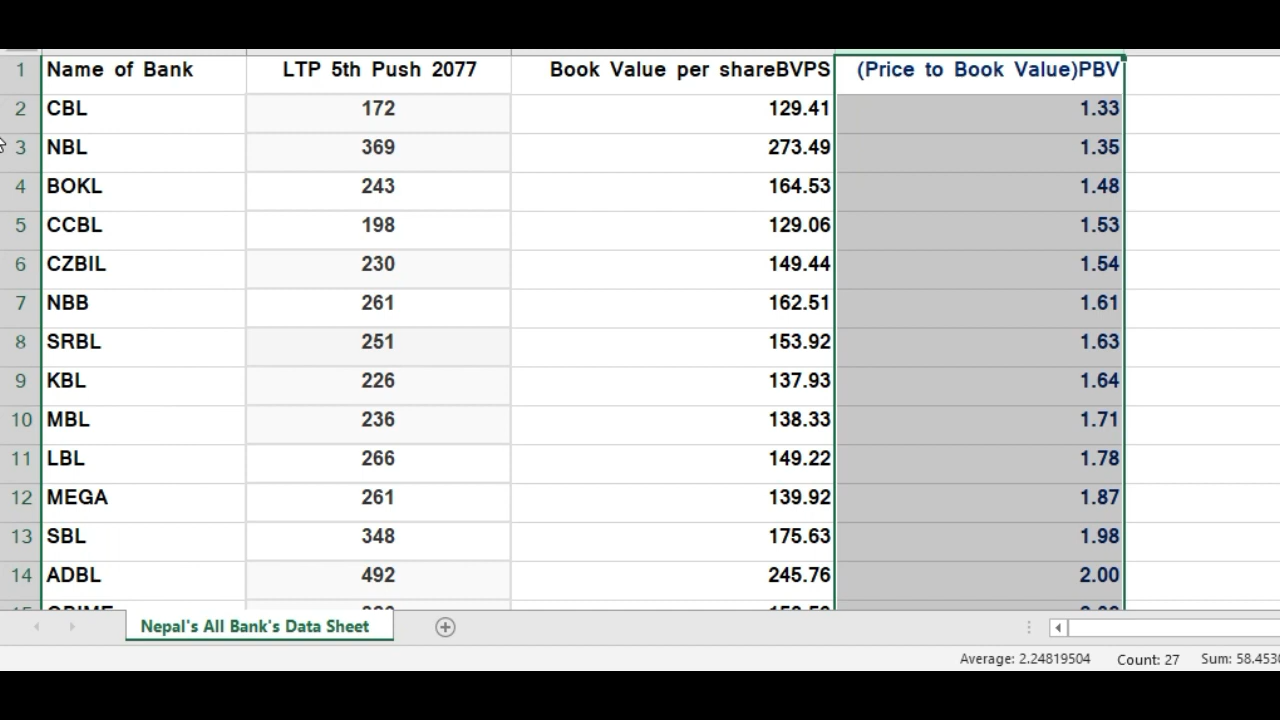 1 Name of Bank LTP 5th Push 2077 Book Value per shareBVPS (Price to Book Value)PBV
2 CBL 172 129.41 1.33
3 NBL 369 273.49 1.35
4 BOKL 243 164.53 1.48
5 CCBL 198 129.06 1.53
6 CZBIL 230 149.44 1.54
7 NBB 261 162.51 1.61
8 SRBL 251 153.92 1.63
9 KBL 226 137.93 1.64
10 MBL 236 138.33 1.71
11 LBL 266 149.22 1.78
12 MEGA 261 139.92 1.87
13 SBL 348 175.63 1.98
14 ADBL 492 245.76 2.00
Nepal's All Bank's Data Sheet
Average: 2.24819504 Count: 27 Sum: 58.4530